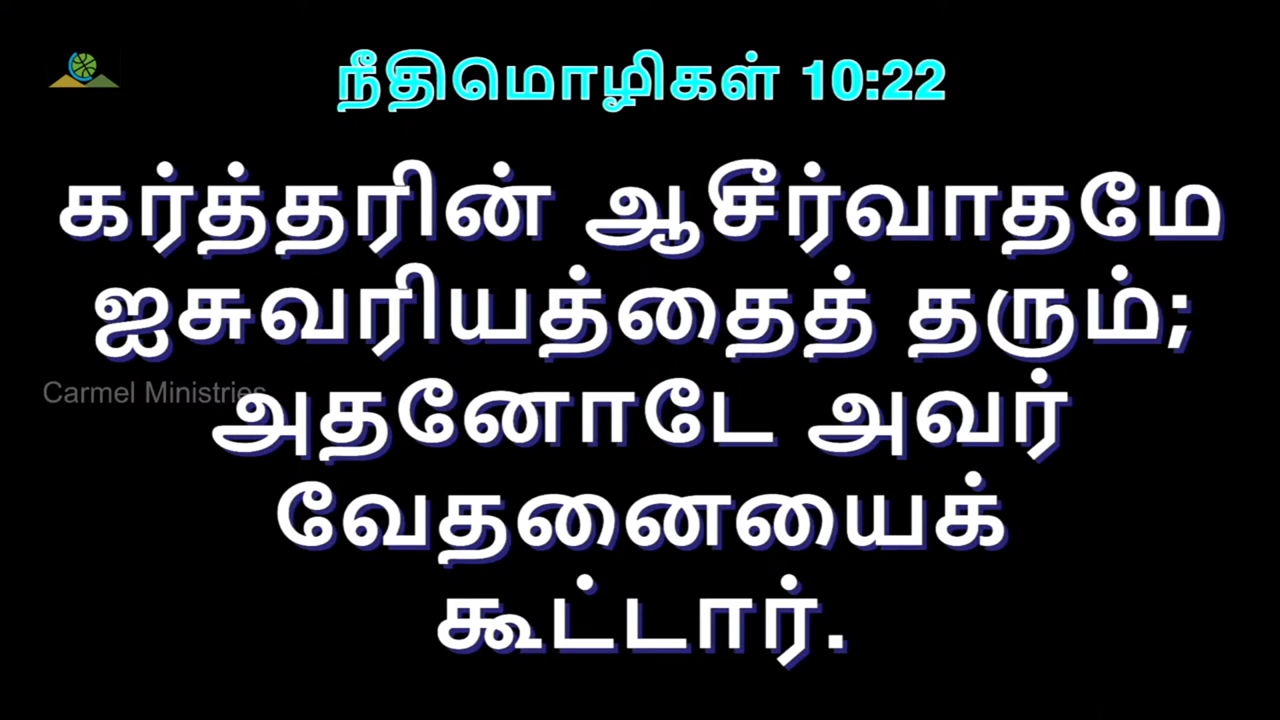 நீதிமொழிகள் 10:22
கர்த்தரின் ஆசீர்வாதமே
ஐசுவரியத்தைத் தரும்;
Carmel Ministries
அதனோடே அவர்
வேதனையைக்
கூட்டார்.